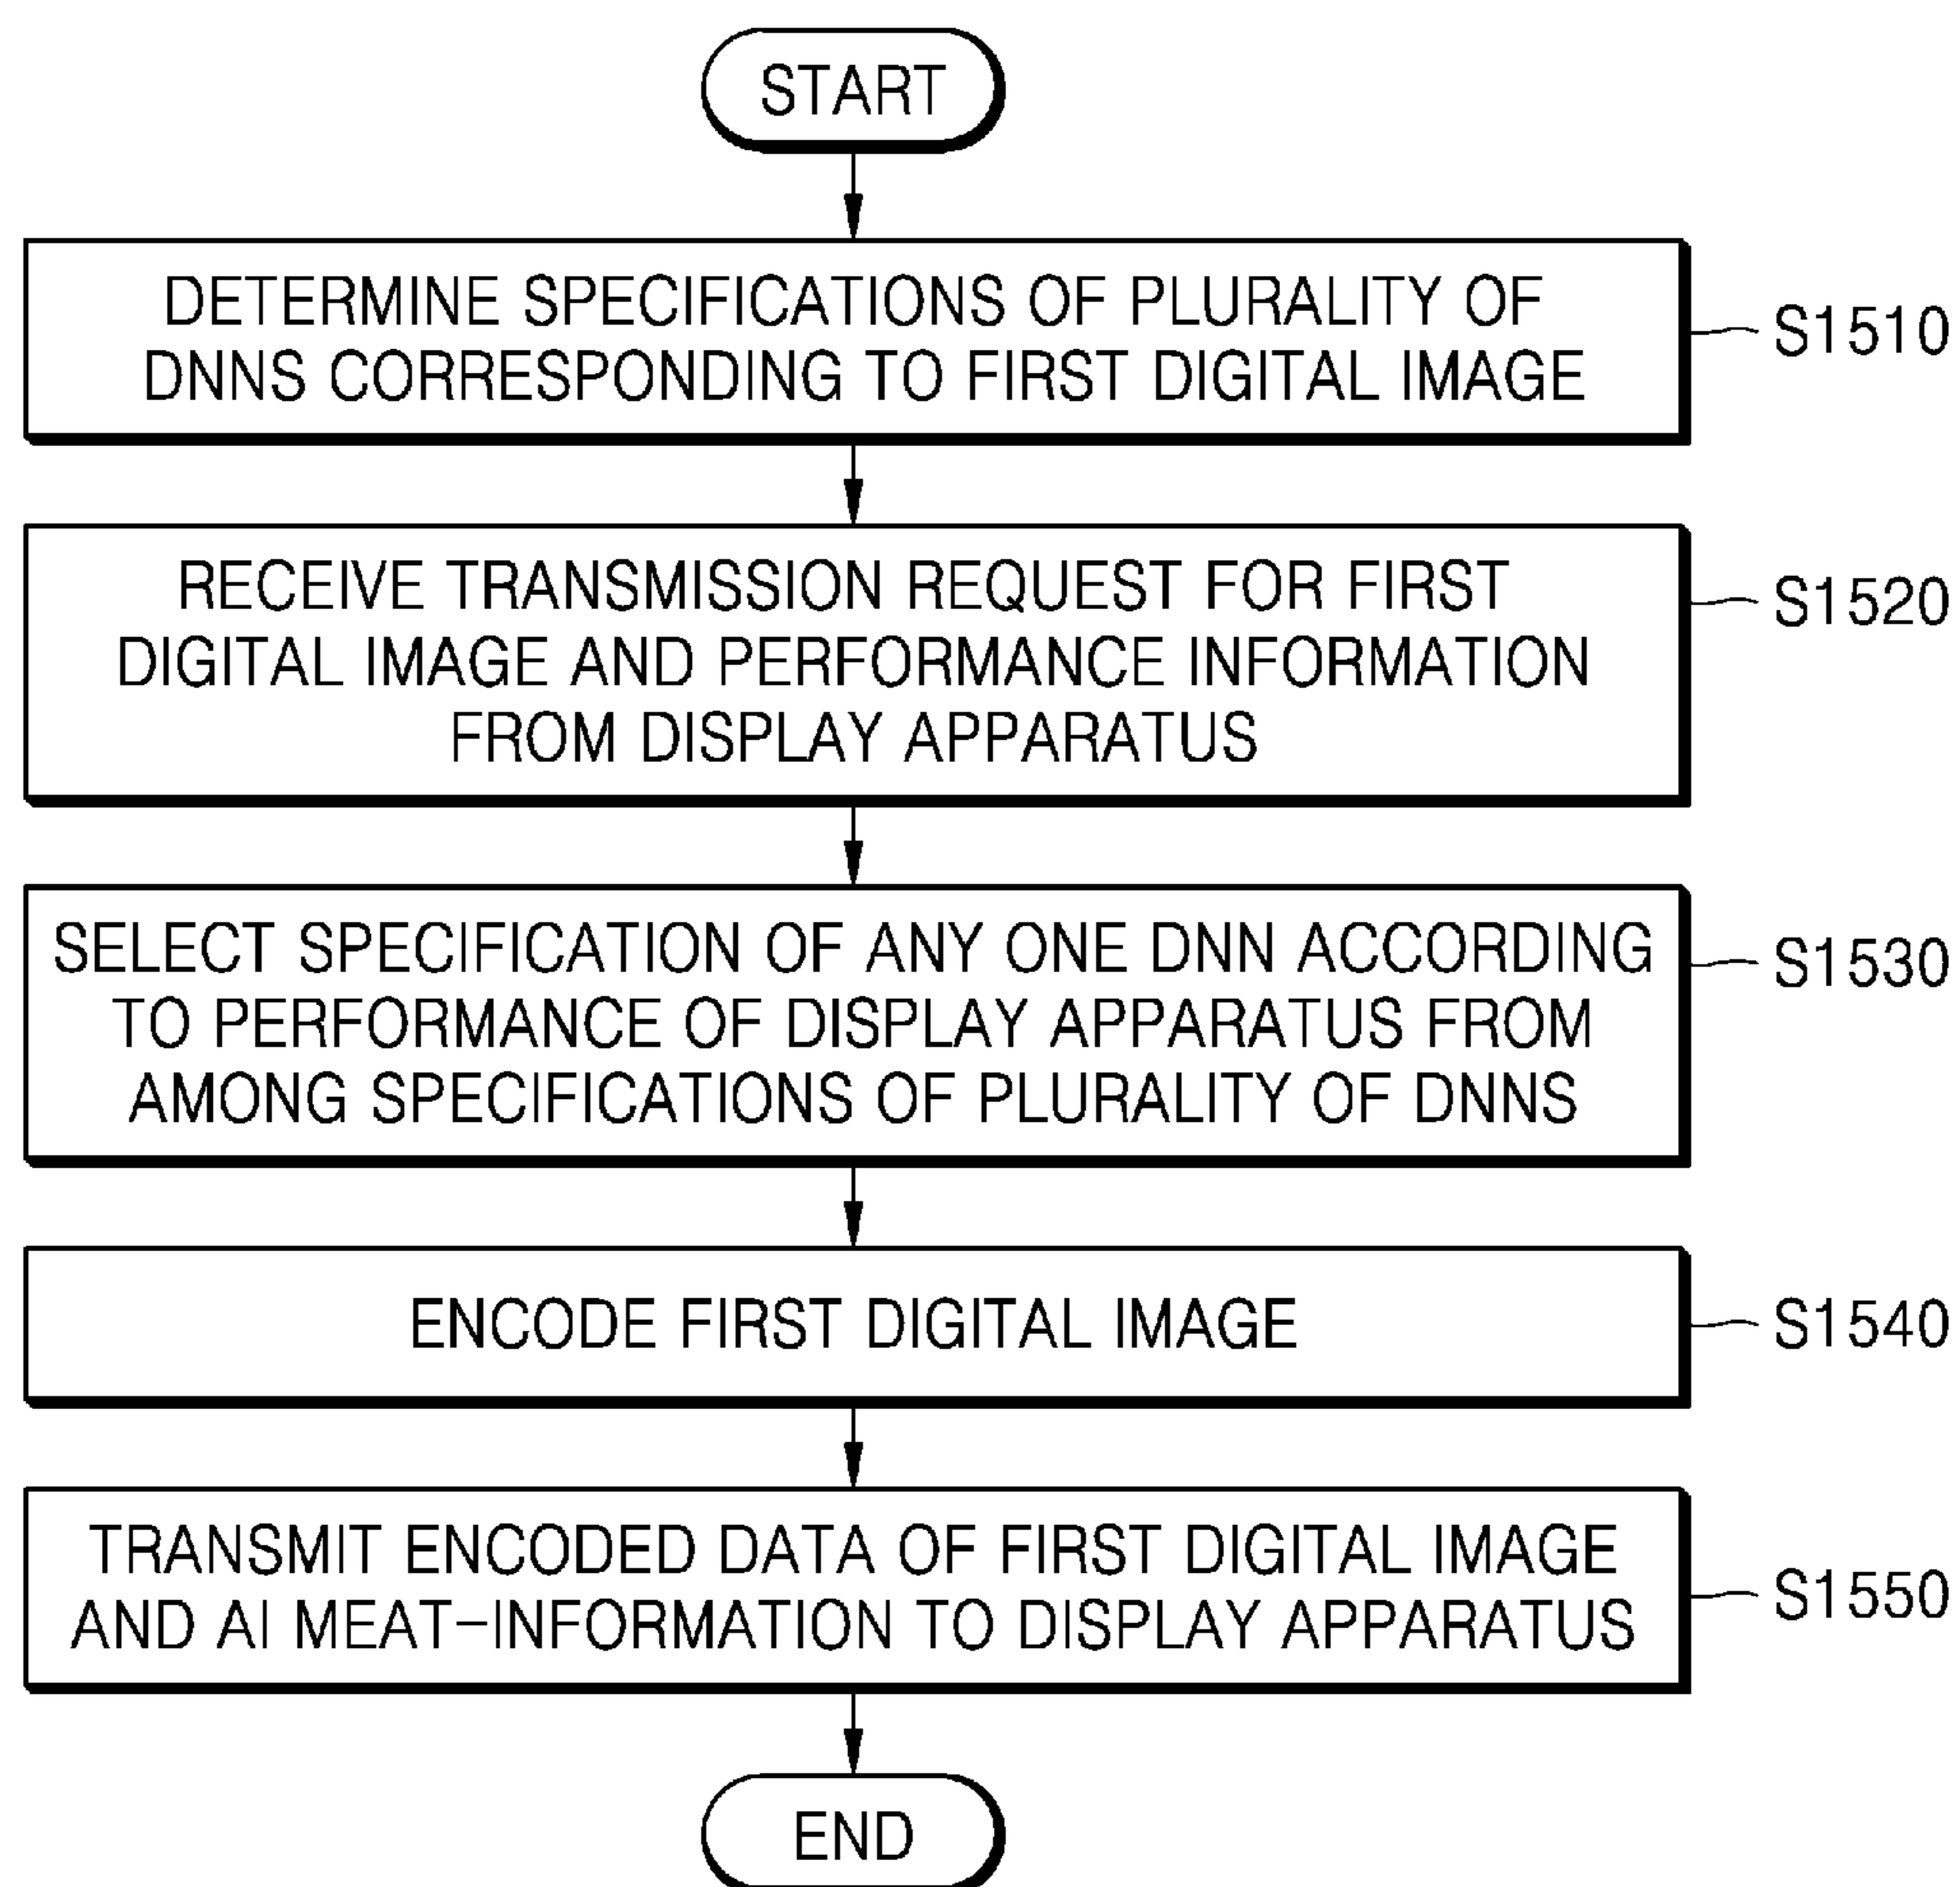 START
DETERMINE SPECIFICATIONS OF PLURALITY OF
DNNS CORRESPONDING TO FIRST DIGITAL IMAGE
S1510
RECEIVE TRANSMISSION REQUEST FOR FIRST
DIGITAL IMAGE AND PERFORMANCE INFORMATION
FROM DISPLAY APPARATUS
S1520
SELECT SPECIFICATION OF ANY ONE DNN ACCORDING
TO PERFORMANCE OF DISPLAY APPARATUS FROM
AMONG SPECIFICATIONS OF PLURALITY OF DNNS
S1530
ENCODE FIRST DIGITAL IMAGE
S1540
TRANSMIT ENCODED DATA OF FIRST DIGITAL IMAGE
AND AI MEAT-INFORMATION TO DISPLAY APPARATUS
S1550
END